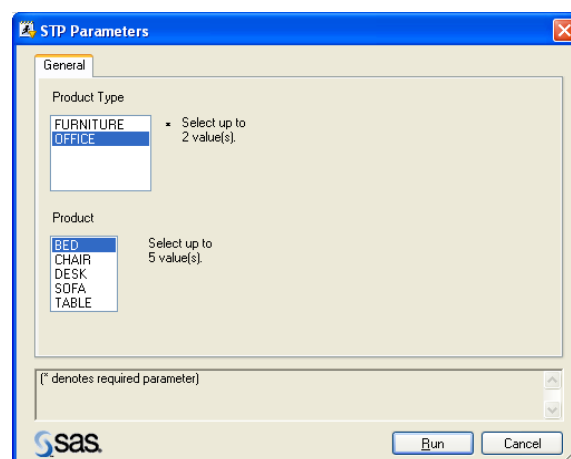 STP Parameters
General
Product Type
FURNITURE
OFFICE
* Select up to
2 value(s).
Product
BED
CHAIR
DESK
SOFA
TABLE
Select up to
5 value(s).
(* denotes required parameter)
sas.
Run
Cancel